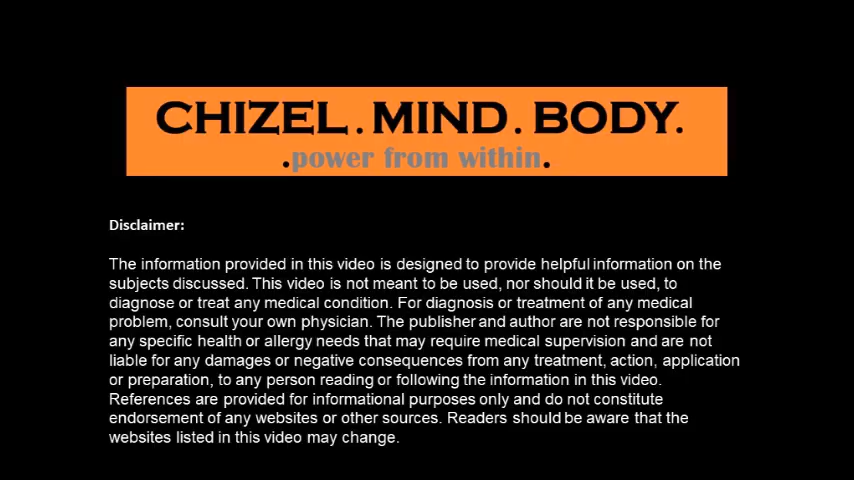 CHIZEL. MIND. BODY.
.power from within.
Disclaimer:
The information provided in this video is designed to provide helpful information on the
subjects discussed. This video is not meant to be used, nor should it be used, to
diagnose or treat any medical condition. For diagnosis or treatment of any medical
problem, consult your own physician. The publisher and author are not responsible for
any specific health or allergy needs that may require medical supervision and are not
liable for any damages or negative consequences from any treatment, action, application
or preparation, to any person reading or following the information in this video.
References are provided for informational purposes only and do not constitute
endorsement of any websites or other sources. Readers should be aware that the
websites listed in this video may change.